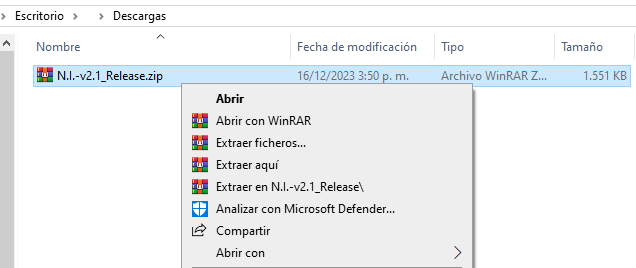 Escritorio > Descargas
Nombre Fecha de modificación Tipo Tamaño
N.I.-v2.1_Release.zip 16/12/2023 3:50 p. m. Archivo WinRAR Z... 1.551 KB
Abrir
Abrir con WinRAR
Extraer ficheros...
Extraer aquí
Extraer en N.I.-v2.1_Release\
Analizar con Microsoft Defender...
Compartir
Abrir con